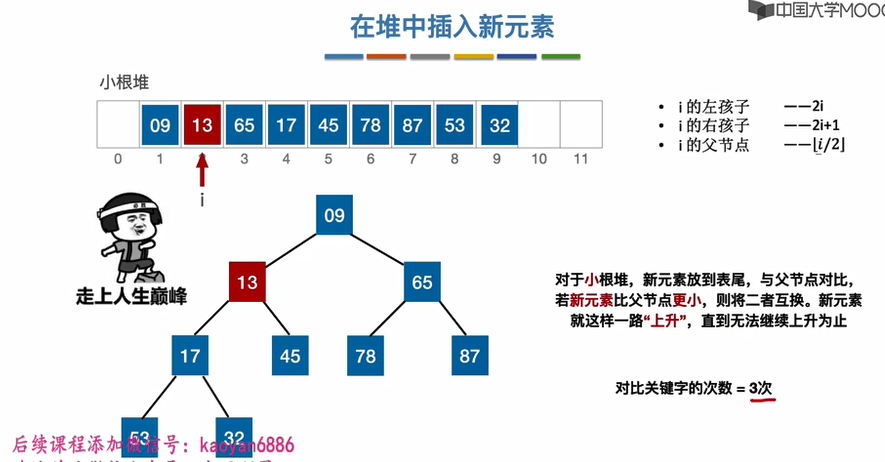 中国大学MOOC
在堆中插入新元素
小根堆
09 13 65 17 45 78 87 53 32
0 1 3 4 5 6 7 8 9 10 11
i
• i 的左孩子 ——2i
• i 的右孩子 ——2i+1
• i 的父节点 ——⌊i/2⌋
09
13 65
17 45 78 87
53 32
走上人生巅峰
对于小根堆，新元素放到表尾，与父节点对比，
若新元素比父节点更小，则将二者互换。新元素
就这样一路“上升”，直到无法继续上升为止
对比关键字的次数 = 3次
后续课程添加微信号：kaoyan6886